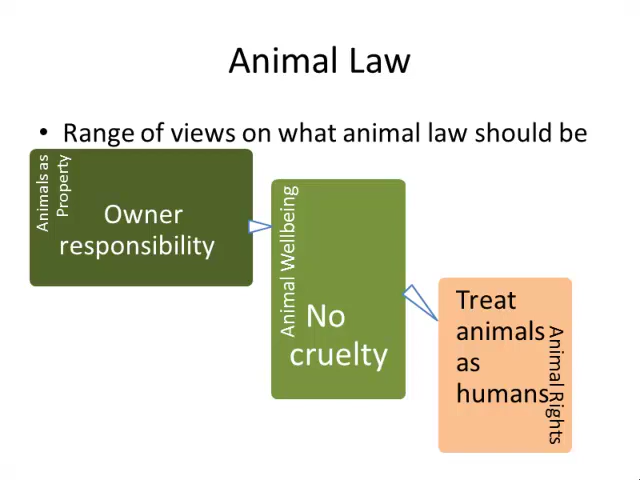 Animal Law
• Range of views on what animal law should be
Animals as
Property
Owner
responsibility
Animal Wellbeing
No
cruelty
Treat
animals
as
humans
Animal Rights